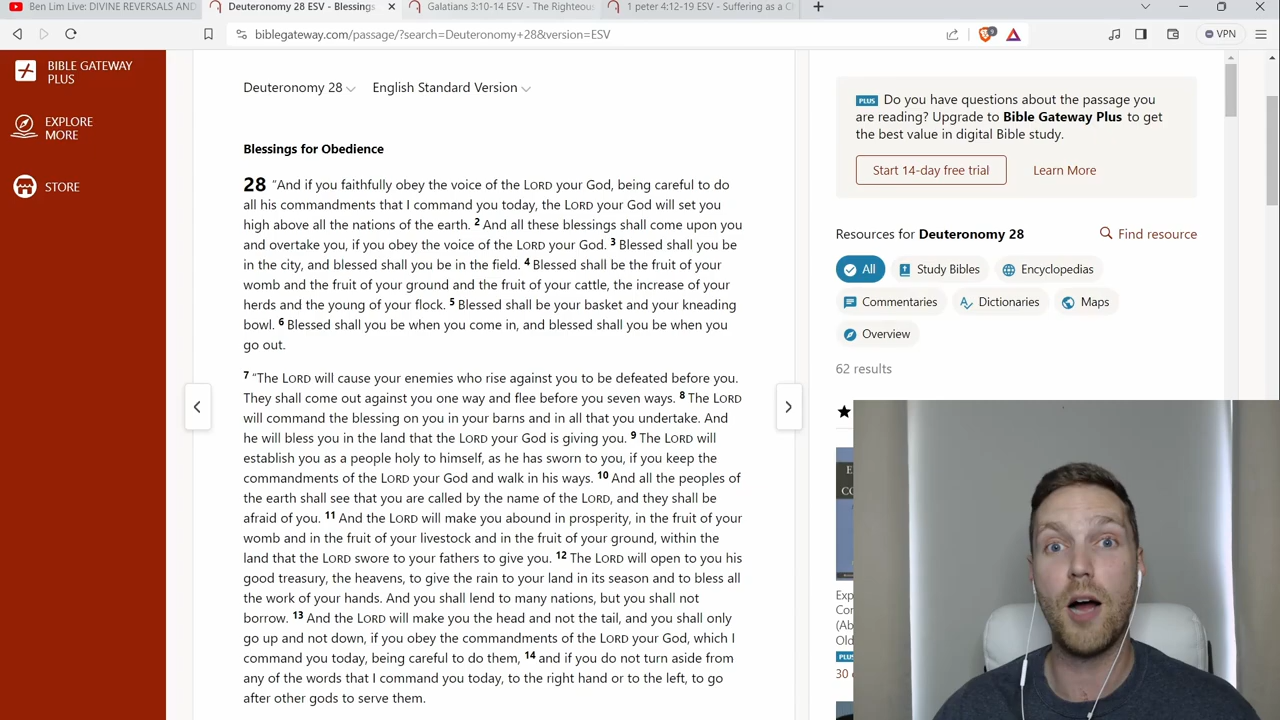 Ben Lim Live: DIVINE REVERSALS AND
Deuteronomy 28 ESV - Blessings
Galatians 3:10-14 ESV - The Righteou
1 peter 4:12-19 ESV - Suffering as a C
biblegateway.com/passage/?search=Deuteronomy+28&version=ESV
VPN
BIBLE GATEWAY
PLUS
EXPLORE
MORE
STORE
Deuteronomy 28
English Standard Version
Blessings for Obedience
28 “And if you faithfully obey the voice of the LORD your God, being careful to do
all his commandments that I command you today, the LORD your God will set you
high above all the nations of the earth. 2 And all these blessings shall come upon you
and overtake you, if you obey the voice of the LORD your God. 3 Blessed shall you be
in the city, and blessed shall you be in the field. 4 Blessed shall be the fruit of your
womb and the fruit of your ground and the fruit of your cattle, the increase of your
herds and the young of your flock. 5 Blessed shall be your basket and your kneading
bowl. 6 Blessed shall you be when you come in, and blessed shall you be when you
go out.
7 “The LORD will cause your enemies who rise against you to be defeated before you.
They shall come out against you one way and flee before you seven ways. 8 The LORD
will command the blessing on you in your barns and in all that you undertake. And
he will bless you in the land that the LORD your God is giving you. 9 The LORD will
establish you as a people holy to himself, as he has sworn to you, if you keep the
commandments of the LORD your God and walk in his ways. 10 And all the peoples of
the earth shall see that you are called by the name of the LORD, and they shall be
afraid of you. 11 And the LORD will make you abound in prosperity, in the fruit of your
womb and in the fruit of your livestock and in the fruit of your ground, within the
land that the LORD swore to your fathers to give you. 12 The LORD will open to you his
good treasury, the heavens, to give the rain to your land in its season and to bless all
the work of your hands. And you shall lend to many nations, but you shall not
borrow. 13 And the LORD will make you the head and not the tail, and you shall only
go up and not down, if you obey the commandments of the LORD your God, which I
command you today, being careful to do them, 14 and if you do not turn aside from
any of the words that I command you today, to the right hand or to the left, to go
after other gods to serve them.
PLUS Do you have questions about the passage you
are reading? Upgrade to Bible Gateway Plus to get
the best value in digital Bible study.
Start 14-day free trial
Learn More
Resources for Deuteronomy 28
Find resource
All
Study Bibles
Encyclopedias
Commentaries
Dictionaries
Maps
Overview
62 results
E
CO
Exp
Con
(Ab
Old
PLUS
30